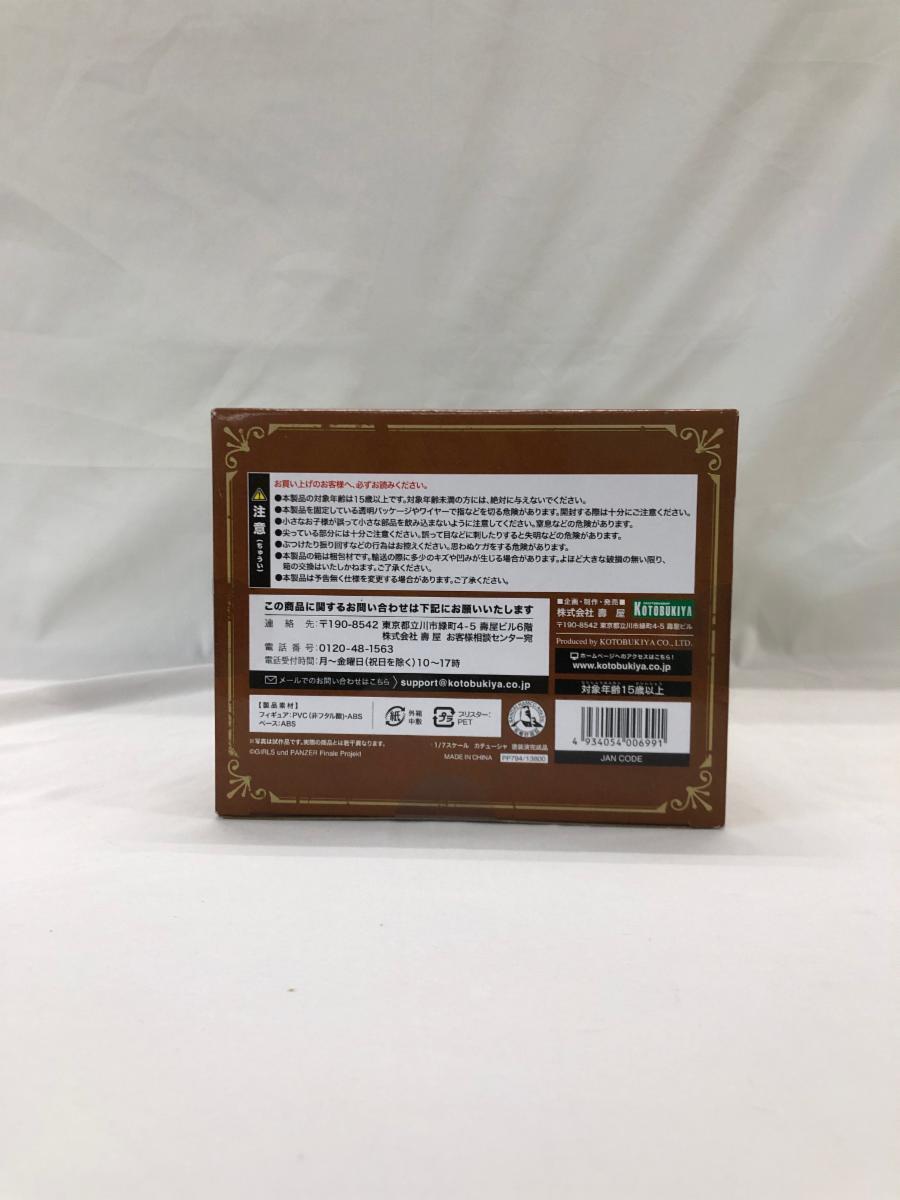 お買い上げのお客様へ、必ずお読みください。
注意
(ちゅうい)
●本製品の対象年齢は15歳以上です。対象年齢未満の方には、絶対に与えないでください。
●本製品を固定している透明パッケージやワイヤーで指などを切る危険があります。開封する際は十分にご注意ください。
●小さなお子様が誤って小さな部品を飲み込まないように注意してください。窒息などの危険があります。
●尖っている部分には十分ご注意ください。誤って目などに刺したりすると失明などの危険があります。
●ぶつけたり振り回すなどの行為はお控えください。思わぬケガをする危険があります。
●本製品の箱は梱包材です。輸送の際に多少のキズや凹みが生じる場合があります。よほど大きな破損の無い限り、
箱の交換はいたしかねます。ご了承ください。
●本製品は予告無く仕様を変更する場合があります。ご了承ください。
この商品に関するお問い合わせは下記にお願いいたします
連絡先:〒190-8542 東京都立川市緑町4-5 壽屋ビル6階
株式会社 壽屋 お客様相談センター宛
電話番号:0120-48-1563
電話受付時間:月〜金曜日(祝日を除く)10〜17時
メールでのお問い合わせはこちら support@kotobukiya.co.jp
■企画・制作・発売■
株式会社 壽屋
KOTOBUKIYA
〒190-8542 東京都立川市緑町4-5 壽屋ビル
Produced by KOTOBUKIYA CO., LTD.
ホームページへのアクセスはこちら!
www.kotobukiya.co.jp
対象年齢15歳以上
【製品素材】
フィギュア:PVC(非フタル酸)・ABS
ベース:ABS
紙
外箱
中敷
プラ
ブリスター:
PET
4 934054 006991
JAN CODE
※写真は試作品です。実際の商品とは若干異なります。
©GIRLS und PANZER Finale Projekt
1/7スケール カチューシャ 塗装済完成品
MADE IN CHINA
PP794/13800